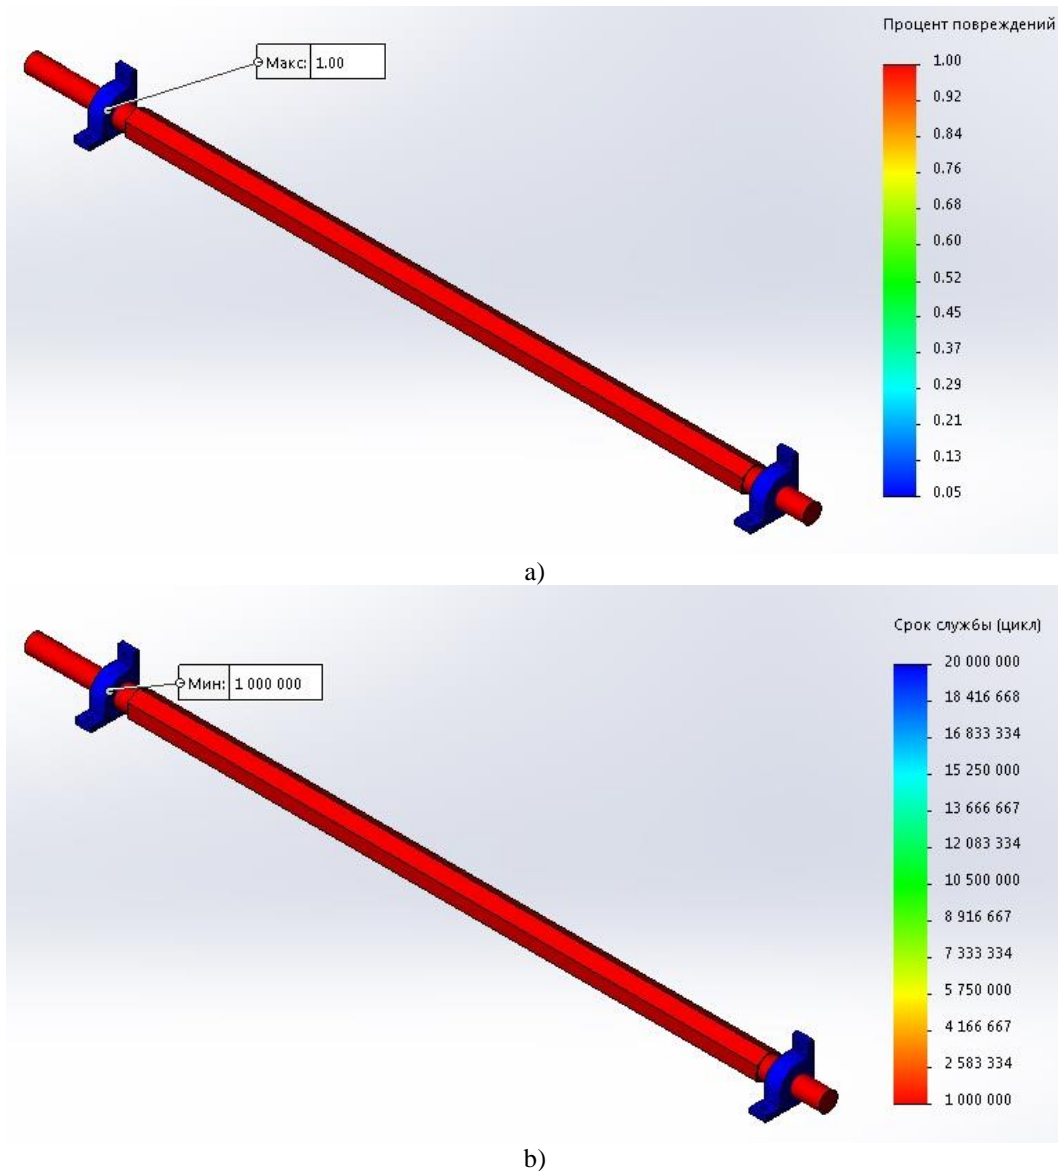 Процент повреждений
Макс: 1.00
1.00
0.92
0.84
0.76
0.68
0.60
0.52
0.45
0.37
0.29
0.21
0.13
0.05
a)
Срок службы (цикл)
Мин: 1 000 000
20 000 000
18 416 668
16 833 334
15 250 000
13 666 667
12 083 334
10 500 000
8 916 667
7 333 334
5 750 000
4 166 667
2 583 334
1 000 000
b)